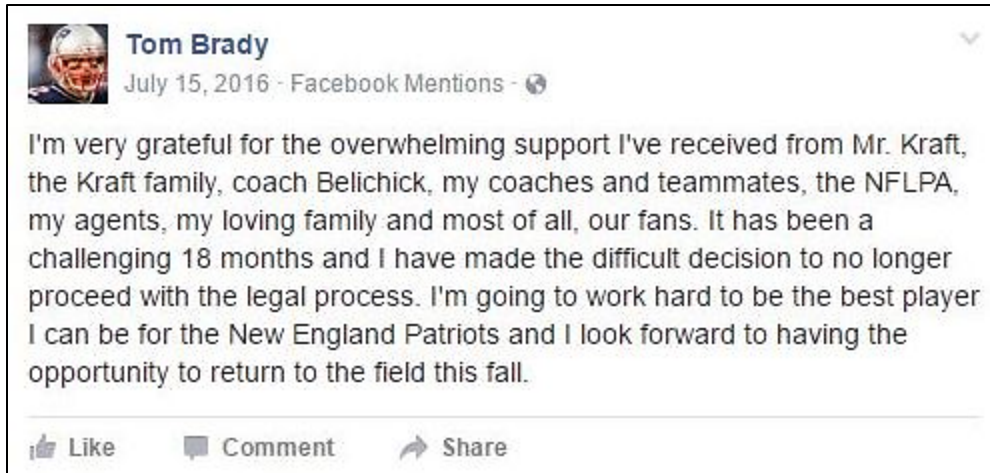 Tom Brady
July 15, 2016 · Facebook Mentions ·
I'm very grateful for the overwhelming support I've received from Mr. Kraft,
the Kraft family, coach Belichick, my coaches and teammates, the NFLPA,
my agents, my loving family and most of all, our fans. It has been a
challenging 18 months and I have made the difficult decision to no longer
proceed with the legal process. I'm going to work hard to be the best player
I can be for the New England Patriots and I look forward to having the
opportunity to return to the field this fall.
Like Comment Share